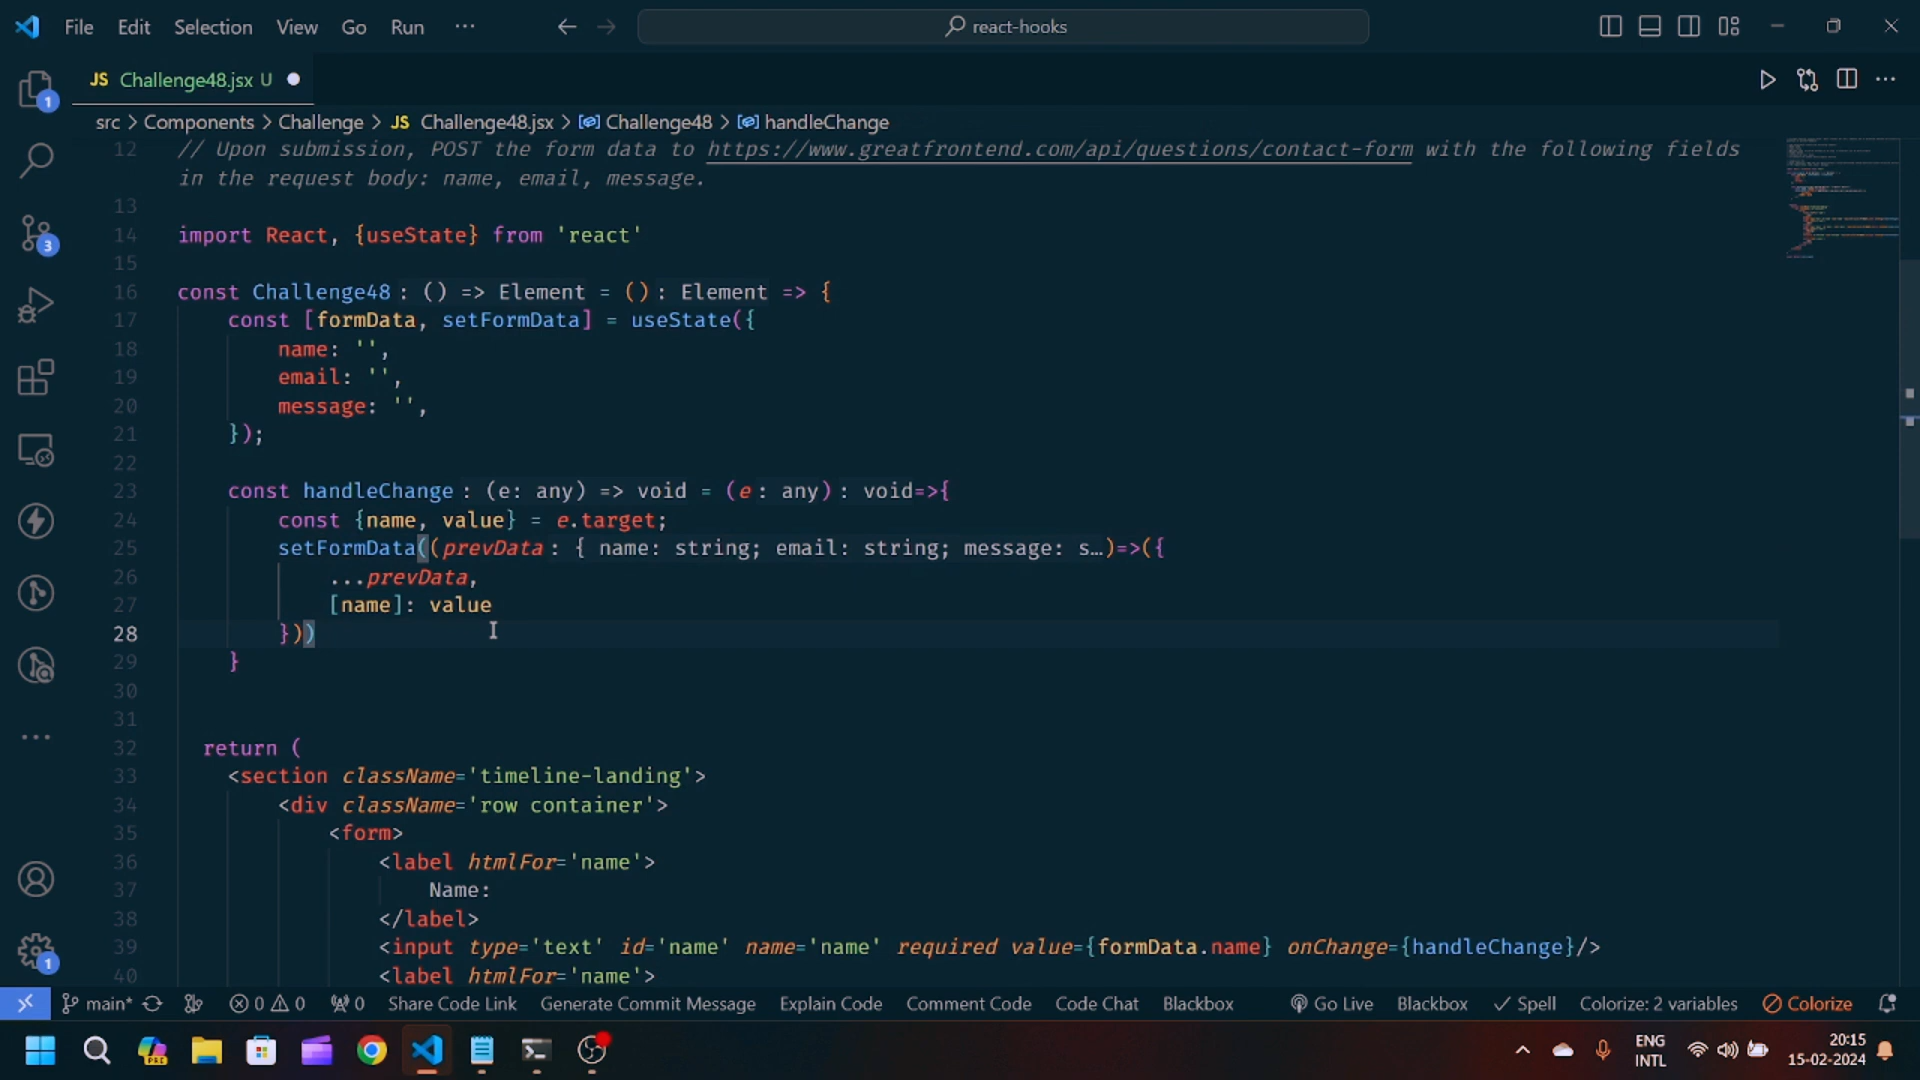 File Edit Selection View Go Run ··· react-hooks
JS Challenge48.jsx U
src > Components > Challenge > JS Challenge48.jsx > Challenge48 > handleChange
12 // Upon submission, POST the form data to https://www.greatfrontend.com/api/questions/contact-form with the following fields
in the request body: name, email, message.
13
14 import React, {useState} from 'react'
15
16 const Challenge48: () => Element = (): Element => {
17 const [formData, setFormData] = useState({
18 name: '',
19 email: '',
20 message: '',
21 });
22
23 const handleChange: (e: any) => void = (e: any): void=>{
24 const {name, value} = e.target;
25 setFormData((prevData: { name: string; email: string; message: s…)=>({
26 ...prevData,
27 [name]: value
28 }))
29 }
30
31
32 return (
33 <section className='timeline-landing'>
34 <div className='row container'>
35 <form>
36 <label htmlFor='name'>
37 Name:
38 </label>
39 <input type='text' id='name' name='name' required value={formData.name} onChange={handleChange}/>
40 <label htmlFor='name'>
1
3
1
main* 0 0 0 Share Code Link Generate Commit Message Explain Code Comment Code Code Chat Blackbox Go Live Blackbox Spell Colorize: 2 variables Colorize
PRE
ENG
INTL
20:15
15-02-2024